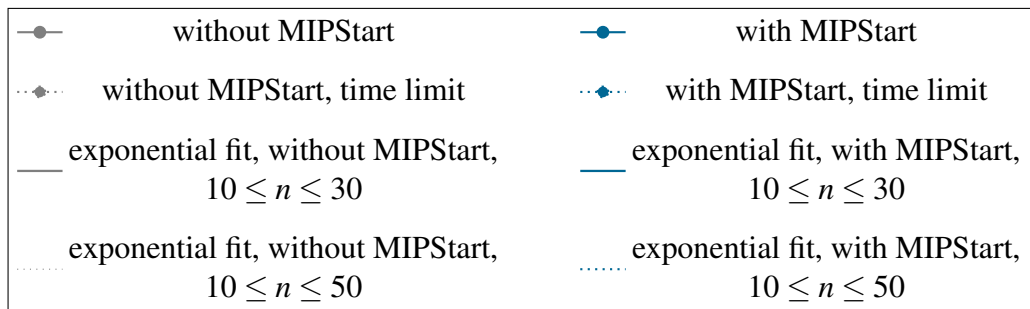 without MIPStart
with MIPStart
without MIPStart, time limit
with MIPStart, time limit
exponential fit, without MIPStart,
10 ≤ n ≤ 30
exponential fit, with MIPStart,
10 ≤ n ≤ 30
exponential fit, without MIPStart,
10 ≤ n ≤ 50
exponential fit, with MIPStart,
10 ≤ n ≤ 50